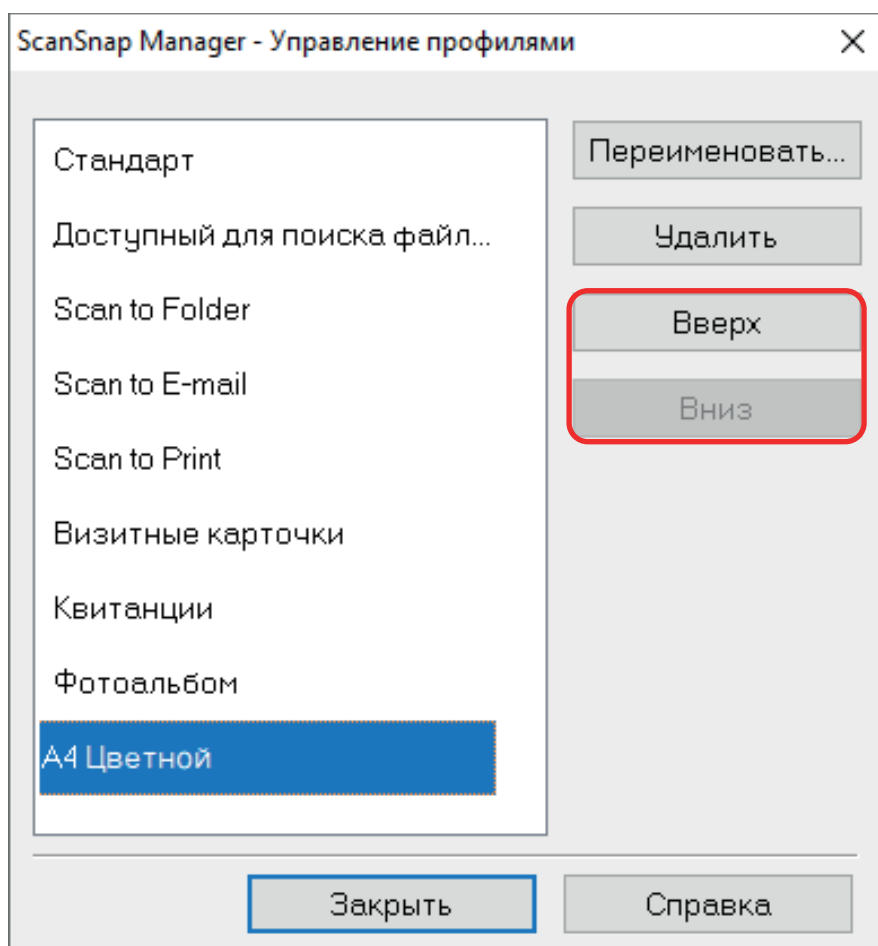 ScanSnap Manager - Управление профилями
Стандарт
Доступный для поиска файл...
Scan to Folder
Scan to E-mail
Scan to Print
Визитные карточки
Квитанции
Фотоальбом
A4 Цветной
Переименовать...
Удалить
Вверх
Вниз
Закрыть
Справка